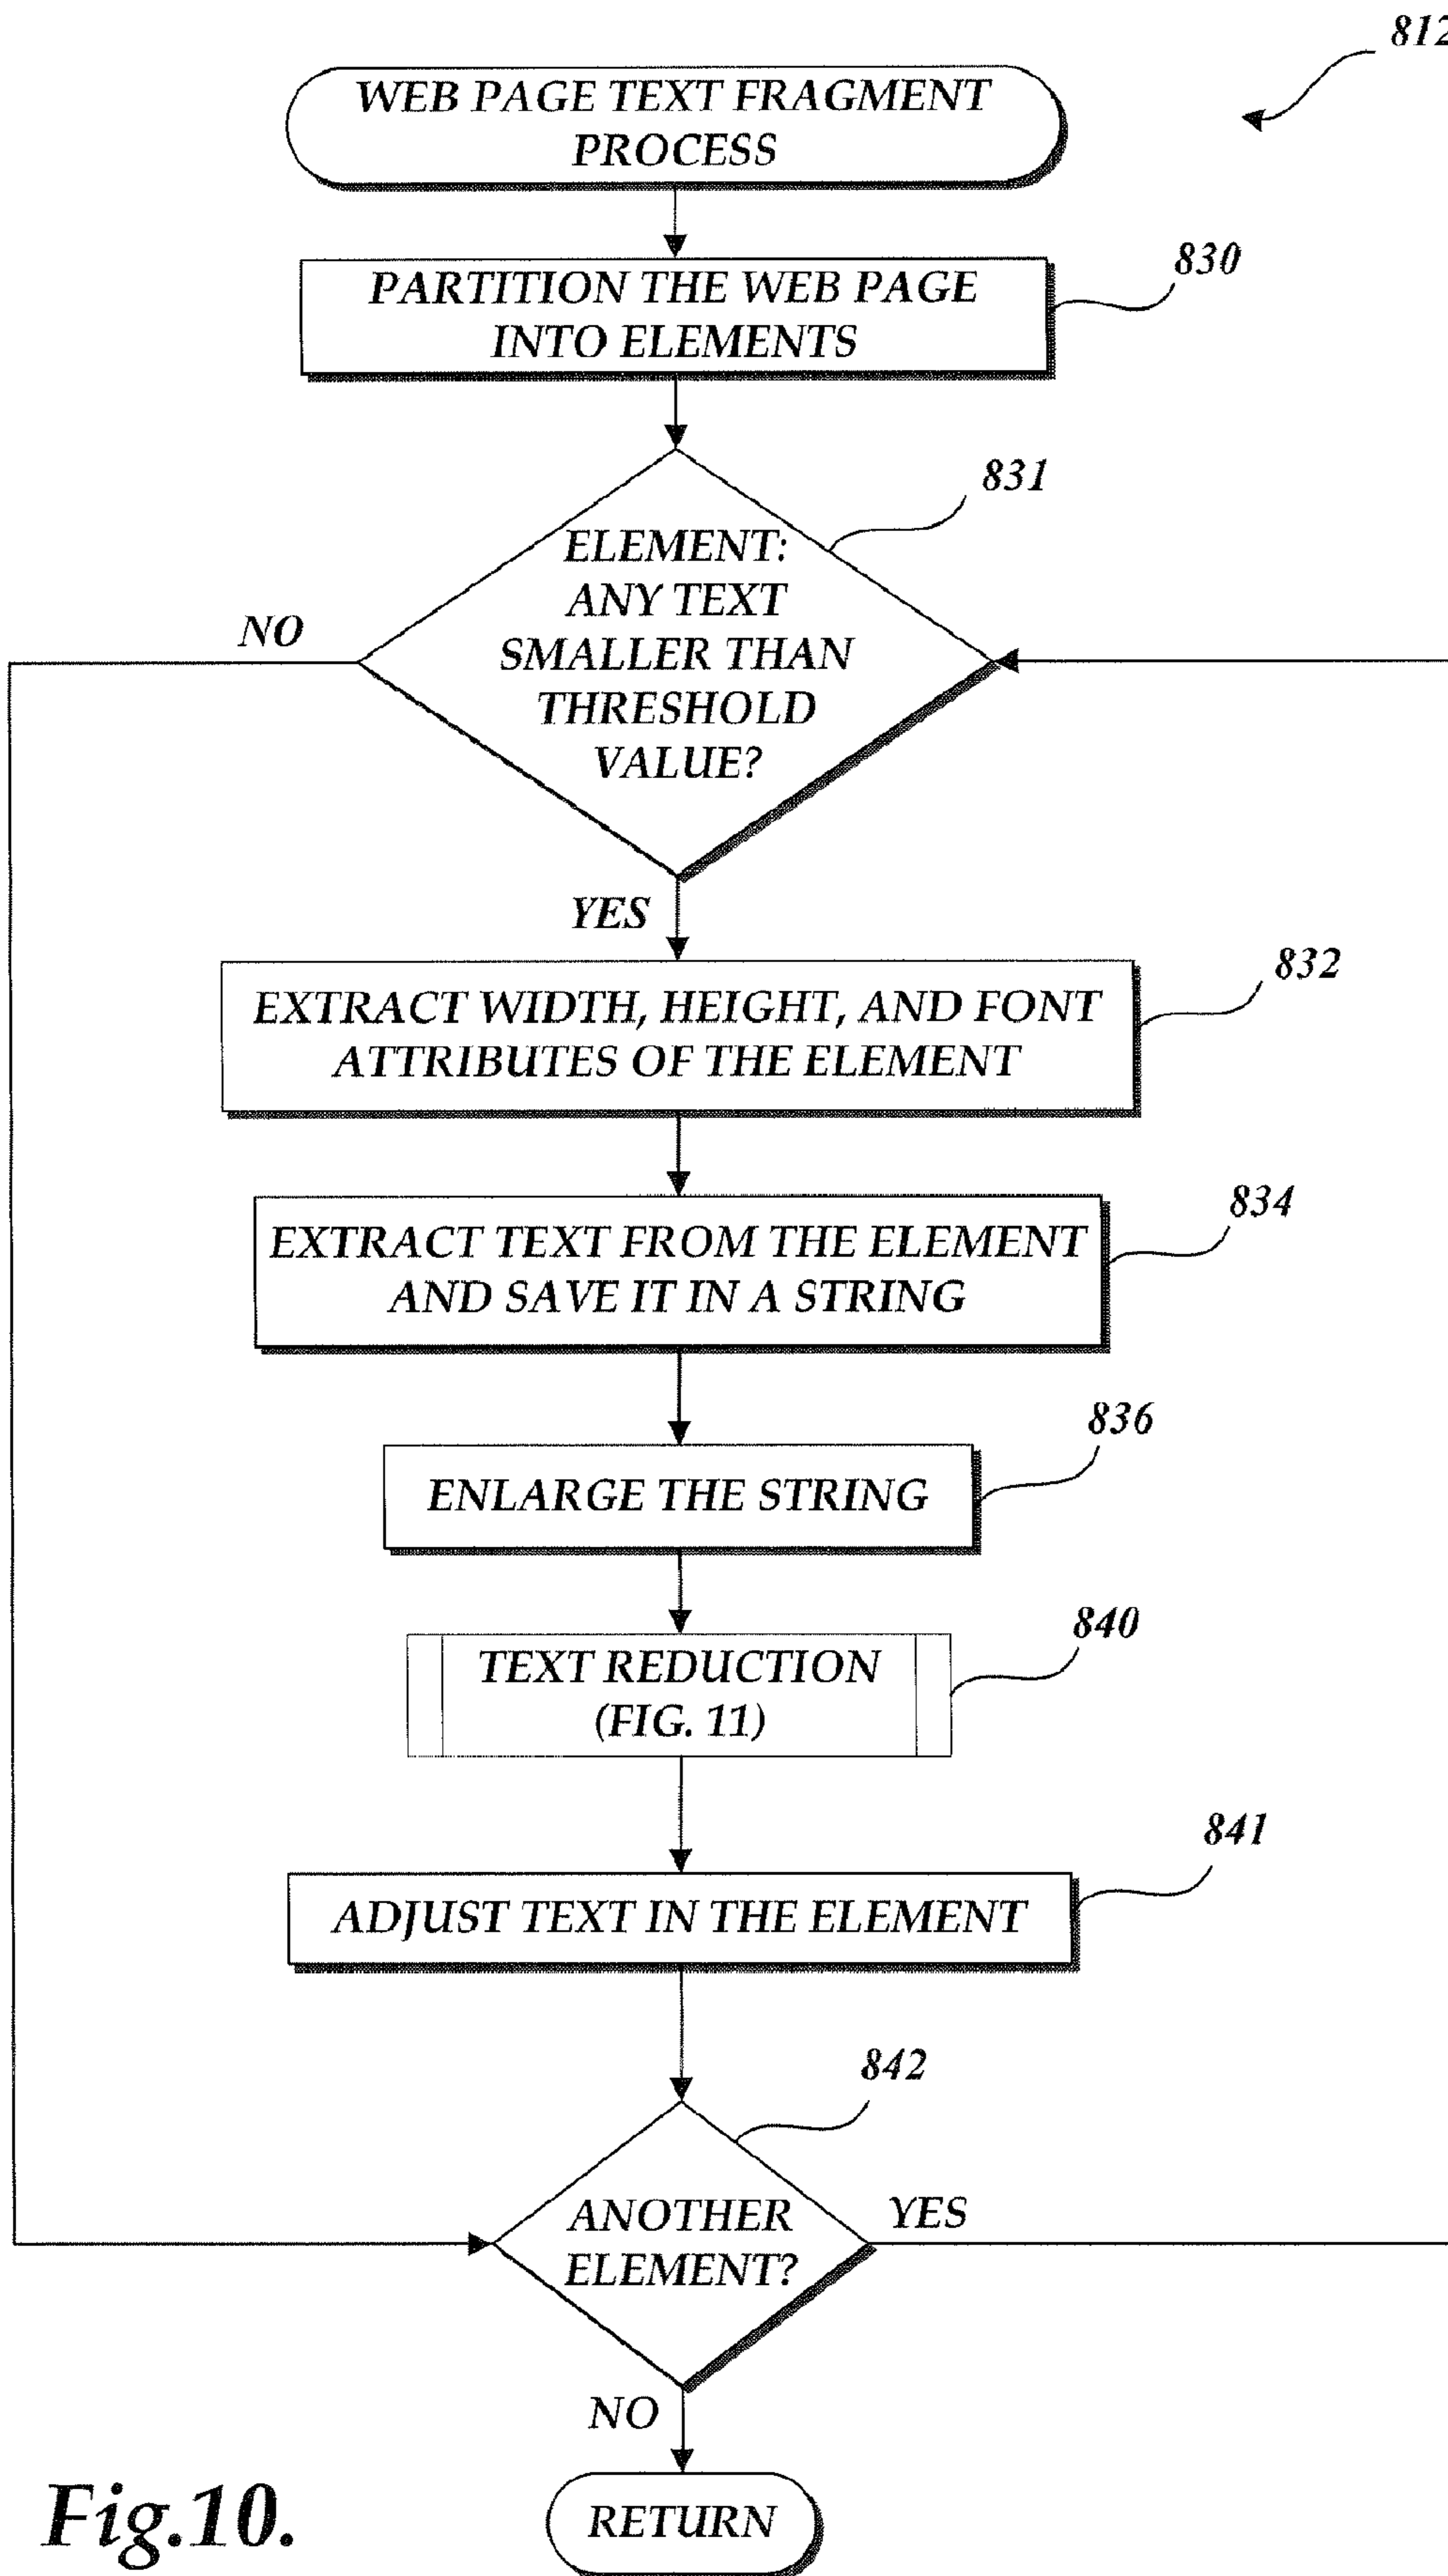 812
WEB PAGE TEXT FRAGMENT
PROCESS
830
PARTITION THE WEB PAGE
INTO ELEMENTS
831
ELEMENT:
ANY TEXT
SMALLER THAN
THRESHOLD
VALUE?
NO
YES
832
EXTRACT WIDTH, HEIGHT, AND FONT
ATTRIBUTES OF THE ELEMENT
834
EXTRACT TEXT FROM THE ELEMENT
AND SAVE IT IN A STRING
836
ENLARGE THE STRING
840
TEXT REDUCTION
(FIG. 11)
841
ADJUST TEXT IN THE ELEMENT
842
ANOTHER
ELEMENT?
YES
NO
RETURN
Fig.10.